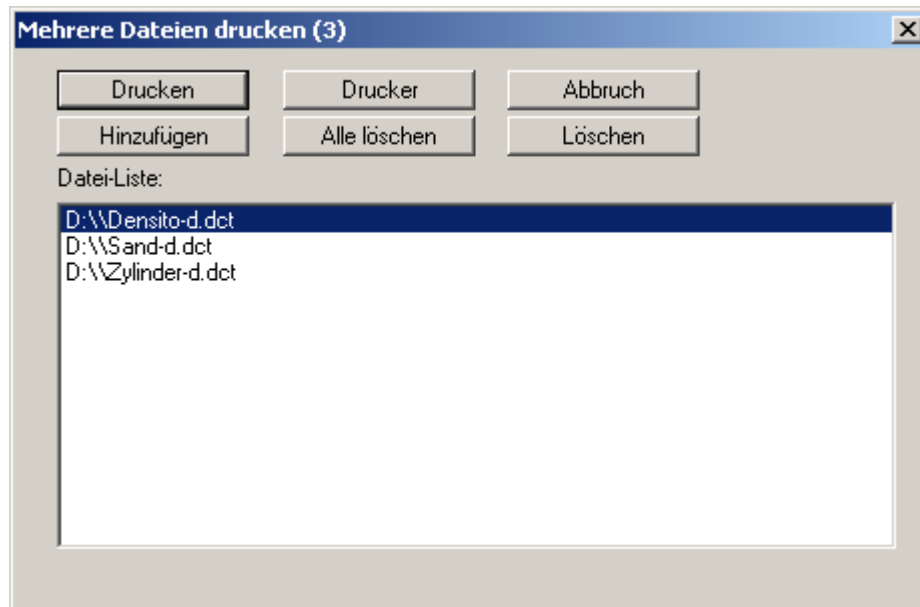 Mehrere Dateien drucken (3)
Drucken Drucker Abbruch
Hinzufügen Alle löschen Löschen
Datei-Liste:
D:\\Densito-d.dct
D:\\Sand-d.dct
D:\\Zylinder-d.dct